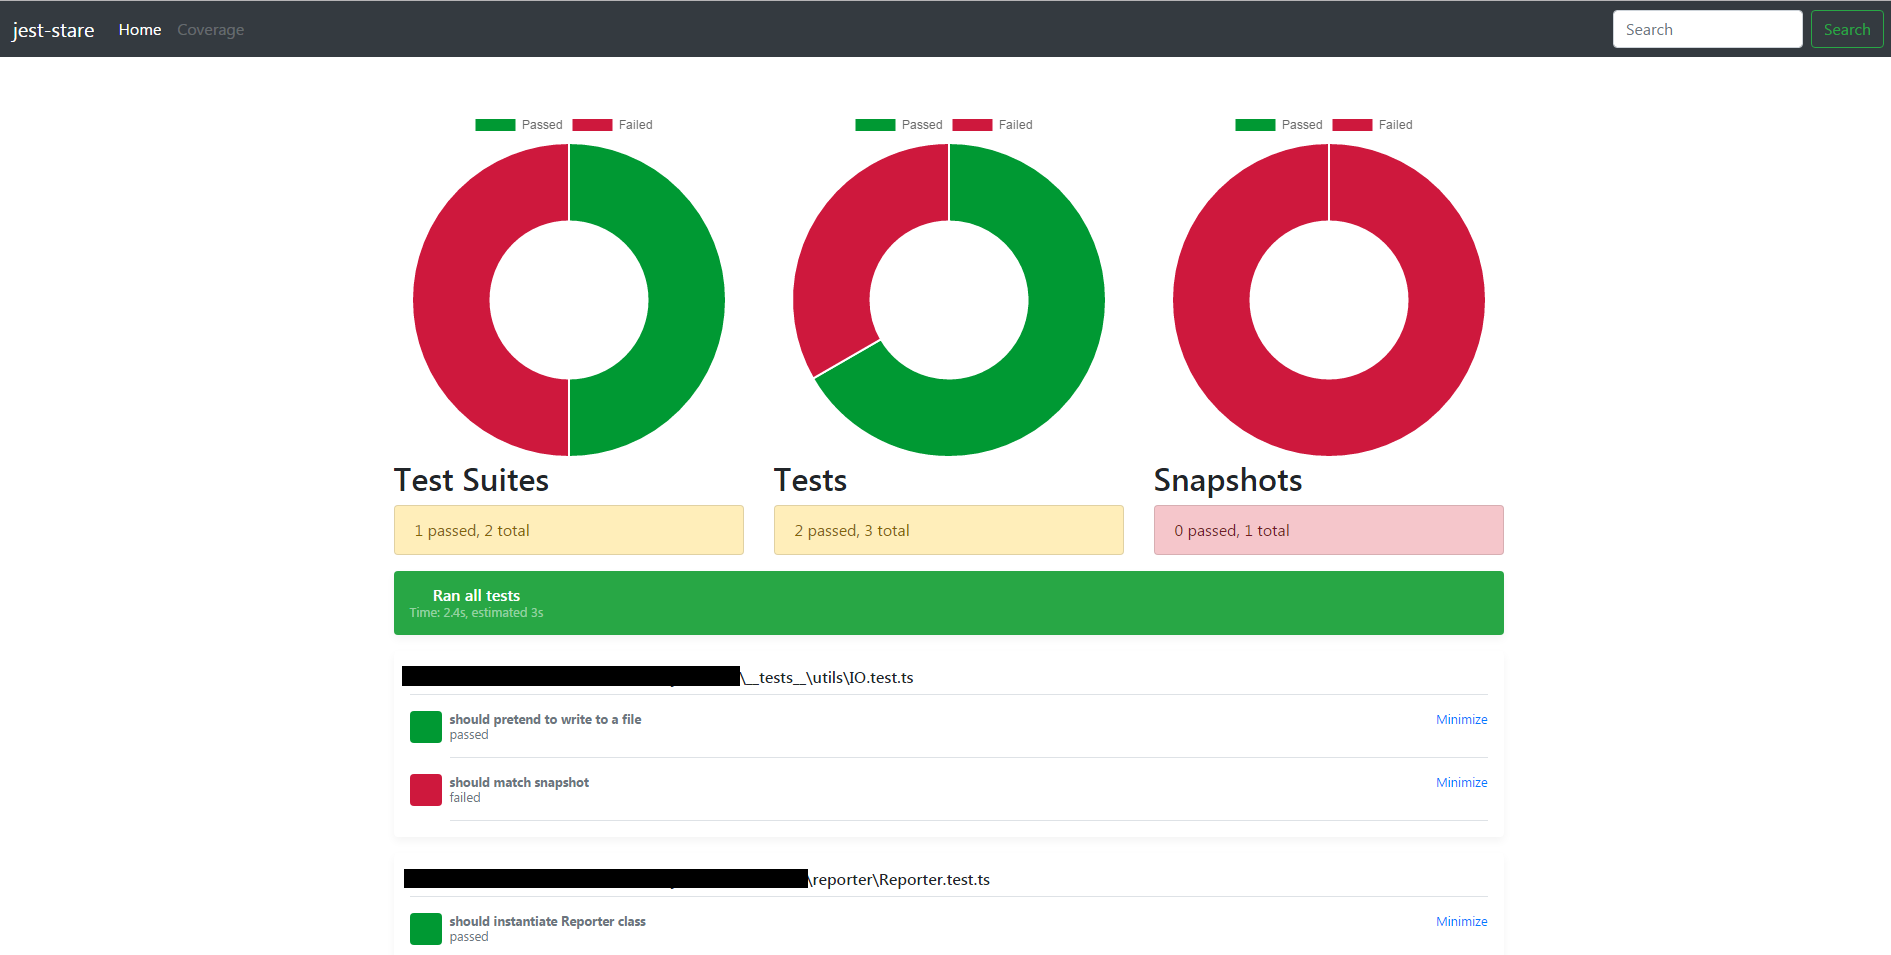 jest-stare Home Coverage Search Search
Passed Failed Passed Failed Passed Failed
Test Suites Tests Snapshots
1 passed, 2 total 2 passed, 3 total 0 passed, 1 total
Ran all tests
Time: 2.4s, estimated 3s
\__tests__\utils\IO.test.ts
should pretend to write to a file Minimize
passed
should match snapshot Minimize
failed
\reporter\Reporter.test.ts
should instantiate Reporter class Minimize
passed